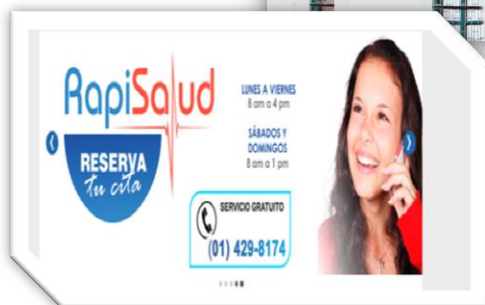 RapiSalud
RESERVA
tu cita
LUNES A VIERNES
8 am a 4 pm
SÁBADOS Y
DOMINGOS
8 am a 1 pm
SERVICIO GRATUITO
(01) 429-8174